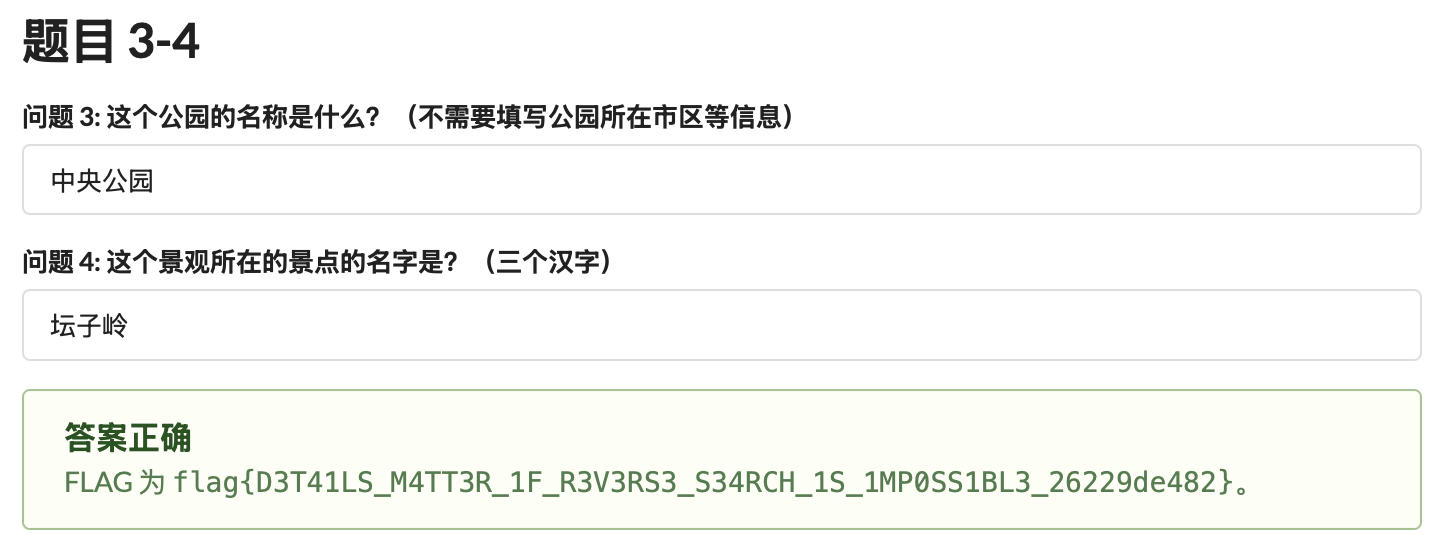 题目 3-4
问题 3: 这个公园的名称是什么？（不需要填写公园所在市区等信息）
中央公园
问题 4: 这个景观所在的景点的名字是？（三个汉字）
坛子岭
答案正确
FLAG 为 flag{D3T41LS_M4TT3R_1F_R3V3RS3_S34RCH_1S_1MP0SS1BL3_26229de482}。